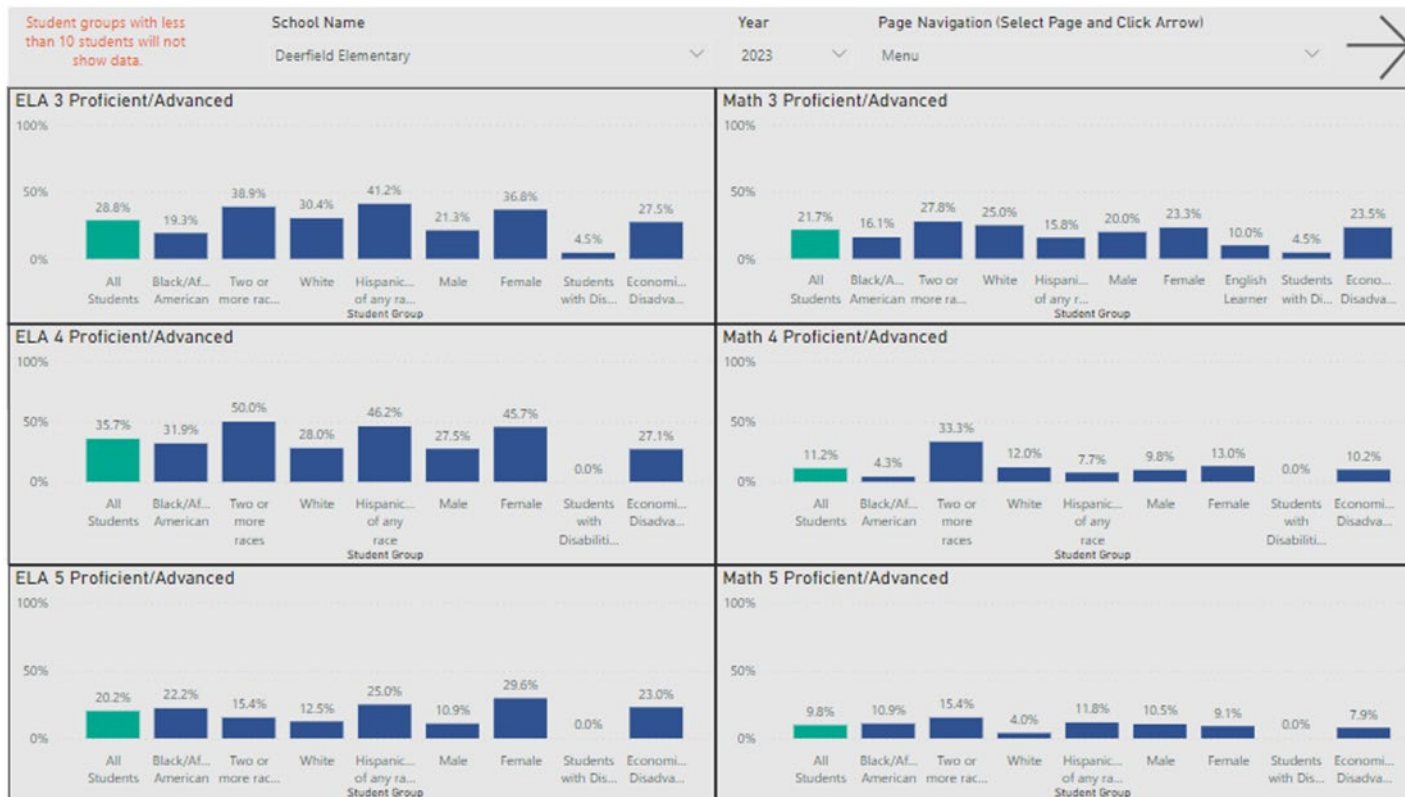 Student groups with less
than 10 students will not
show data.
School Name
Deerfield Elementary
Year
2023
Page Navigation (Select Page and Click Arrow)
Menu
ELA 3 Proficient/Advanced
100%
50%
0%
28.8% 19.3% 38.9% 30.4% 41.2% 21.3% 36.8% 4.5% 27.5%
All Black/Af... Two or White Hispanic... Male Female Students Economi...
Students American more rac... of any ra... with Dis... Disadva...
Student Group
Math 3 Proficient/Advanced
100%
50%
0%
21.7% 16.1% 27.8% 25.0% 15.8% 20.0% 23.3% 10.0% 4.5% 23.5%
All Black/A... Two or White Hispani... Male Female English Students Econo...
Students American more ra... of any r... Learner with Di... Disadva...
Student Group
ELA 4 Proficient/Advanced
100%
50%
0%
35.7% 31.9% 50.0% 28.0% 46.2% 27.5% 45.7% 0.0% 27.1%
All Black/Af... Two or White Hispanic... Male Female Students Economi...
Students American more of any with Disadva...
races race Disabiliti...
Student Group
Math 4 Proficient/Advanced
100%
50%
0%
11.2% 4.3% 33.3% 12.0% 7.7% 9.8% 13.0% 0.0% 10.2%
All Black/Af... Two or White Hispanic... Male Female Students Economi...
Students American more of any with Disadva...
races race Disabiliti...
Student Group
ELA 5 Proficient/Advanced
100%
50%
0%
20.2% 22.2% 15.4% 12.5% 25.0% 10.9% 29.6% 0.0% 23.0%
All Black/Af... Two or White Hispanic... Male Female Students Economi...
Students American more rac... of any ra... with Dis... Disadva...
Student Group
Math 5 Proficient/Advanced
100%
50%
0%
9.8% 10.9% 15.4% 4.0% 11.8% 10.5% 9.1% 0.0% 7.9%
All Black/Af... Two or White Hispanic... Male Female Students Economi...
Students American more rac... of any ra... with Dis... Disadva...
Student Group